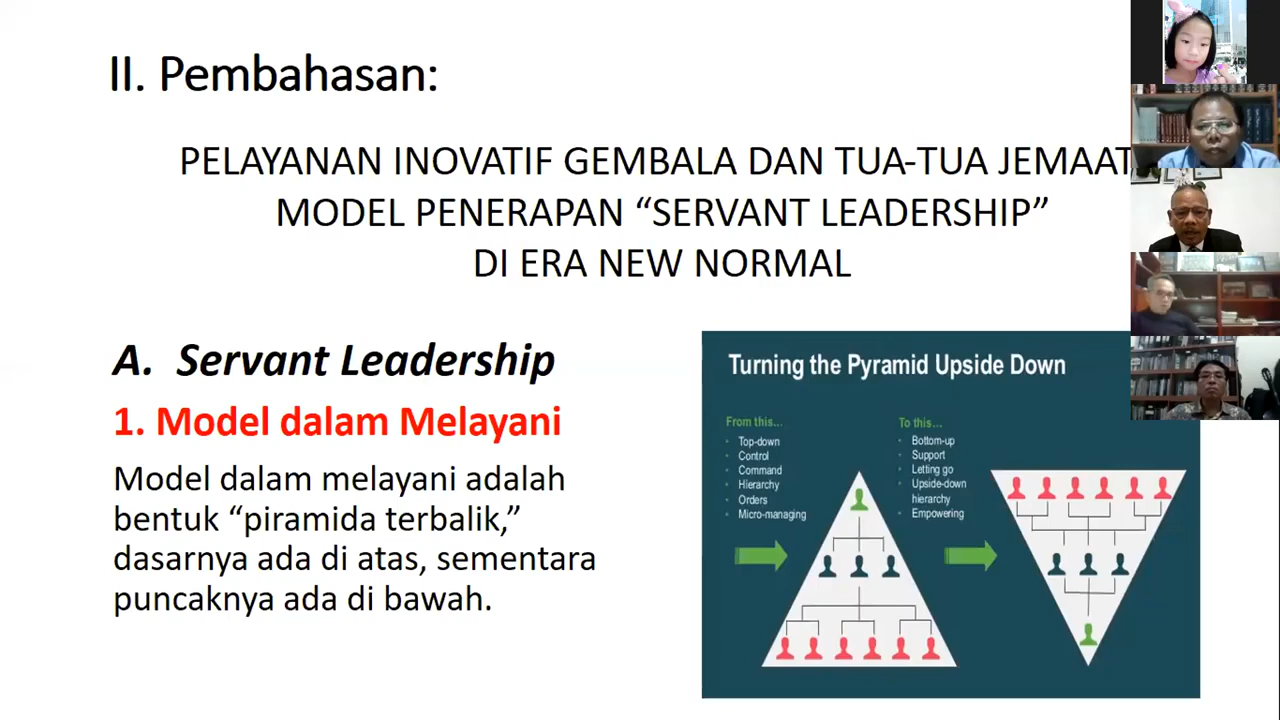 II. Pembahasan:
PELAYANAN INOVATIF GEMBALA DAN TUA-TUA JEMAAT
MODEL PENERAPAN “SERVANT LEADERSHIP”
DI ERA NEW NORMAL
A. Servant Leadership
1. Model dalam Melayani
Model dalam melayani adalah
bentuk “piramida terbalik,”
dasarnya ada di atas, sementara
puncaknya ada di bawah.
Turning the Pyramid Upside Down
From this...
• Top-down
• Control
• Command
• Hierarchy
• Orders
• Micro-managing
To this...
• Bottom-up
• Support
• Letting go
• Upside-down
hierarchy
• Empowering